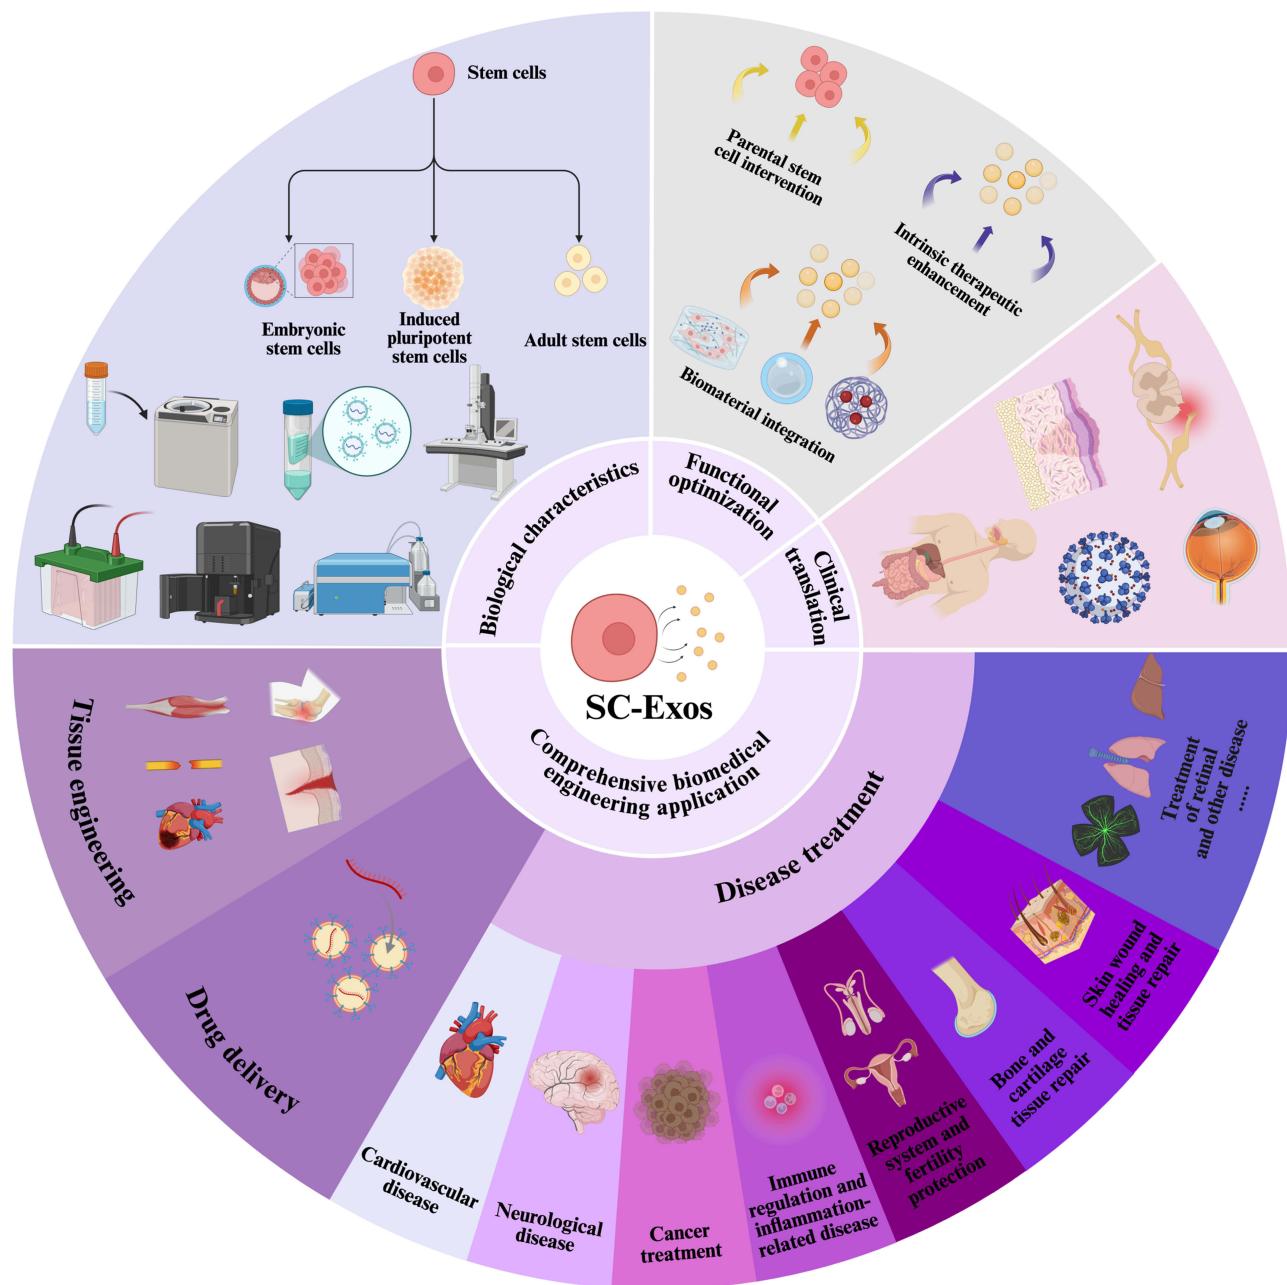 Stem cells
Embryonic
stem cells
Induced
pluripotent
stem cells
Adult stem cells
Parental stem
cell intervention
Intrinsic therapeutic
enhancement
Biomaterial integration
Biological characteristics
Functional
optimization
Clinical
translation
SC-Exos
Comprehensive biomedical
engineering application
Tissue engineering
Drug delivery
Disease treatment
Cardiovascular
disease
Neurological
disease
Cancer
treatment
Immune
regulation and
inflammation-
related disease
Reproductive
system and
fertility
protection
Bone and
cartilage
tissue repair
Skin wound
healing and
tissue repair
Treatment
of retinal
and other disease
.....